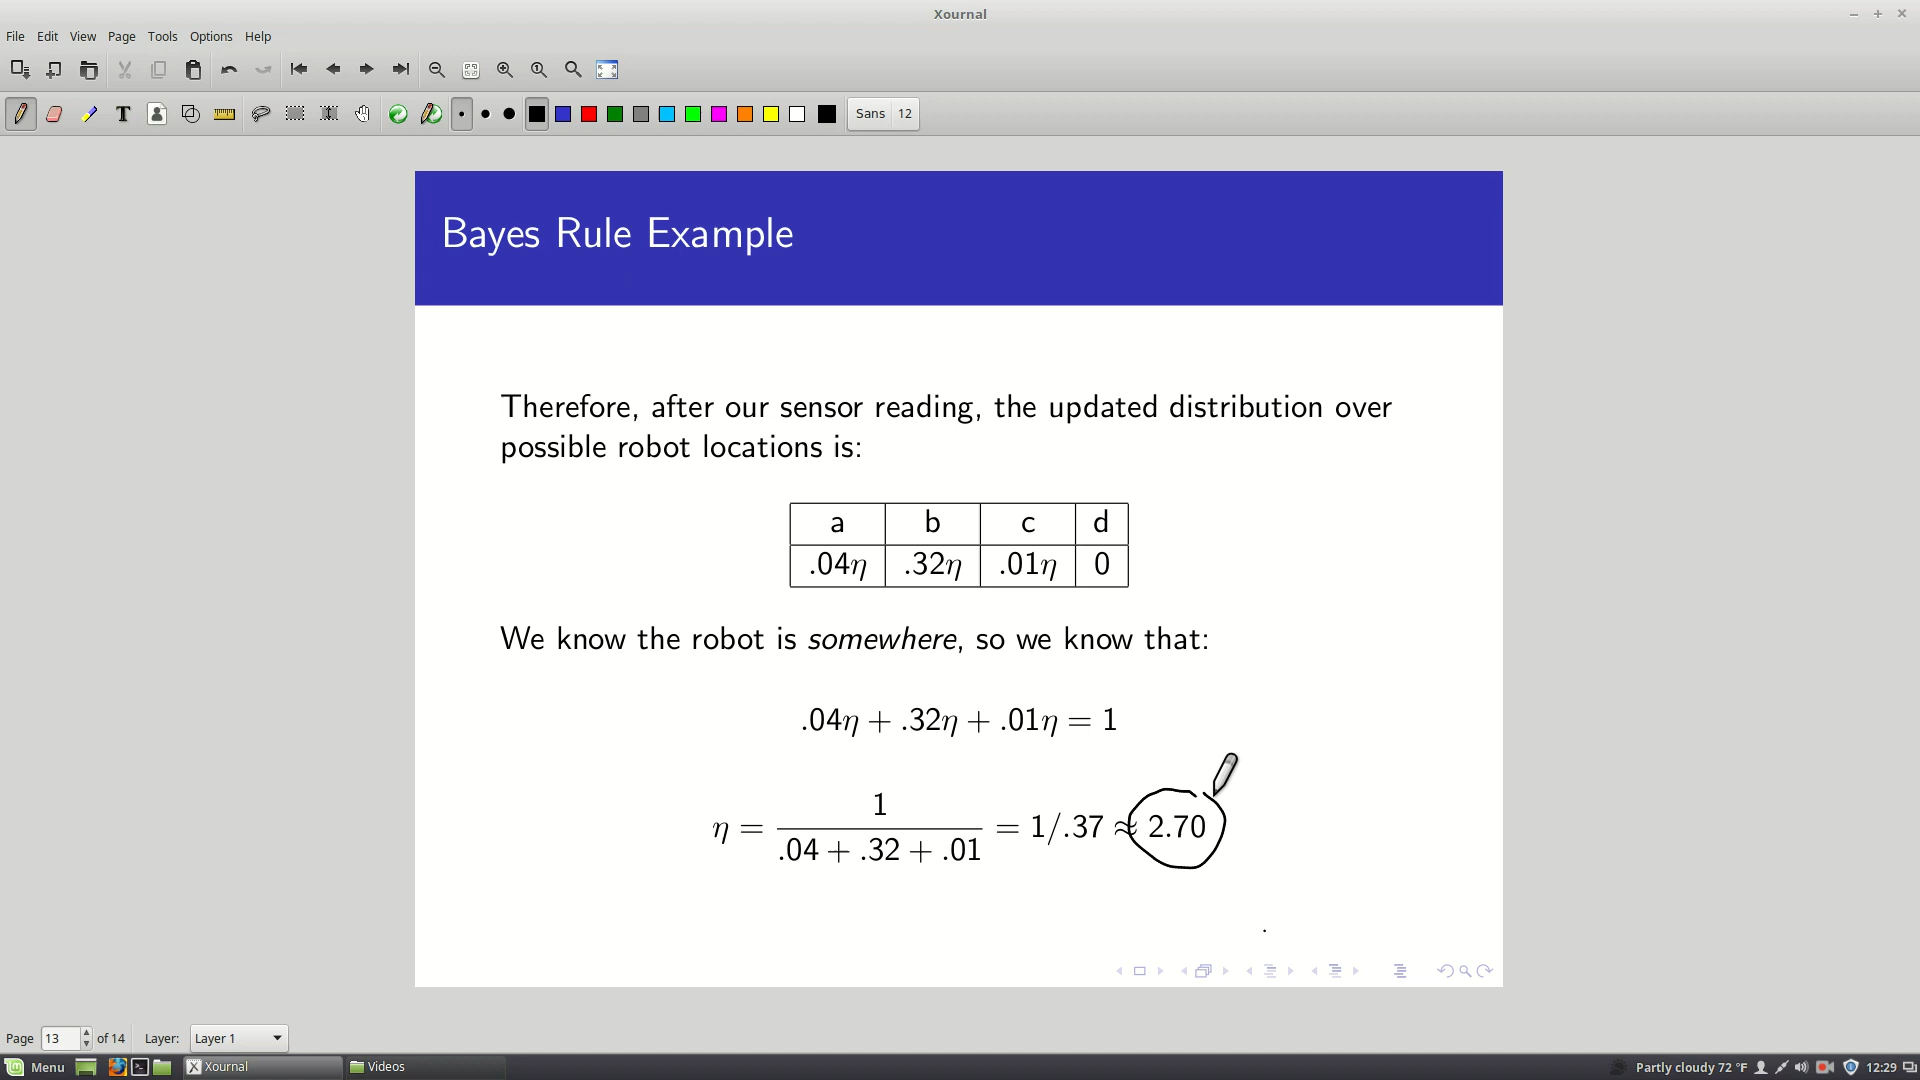 Xournal
File Edit View Page Tools Options Help
Sans 12
Bayes Rule Example
Therefore, after our sensor reading, the updated distribution over
possible robot locations is:
a b c d
.04η .32η .01η 0
We know the robot is somewhere, so we know that:
.04η + .32η + .01η = 1
η = 1 / .04 + .32 + .01 = 1/.37 ≈ 2.70
Page 13 of 14 Layer: Layer 1
Menu Xournal Videos Partly cloudy 72 °F 12:29